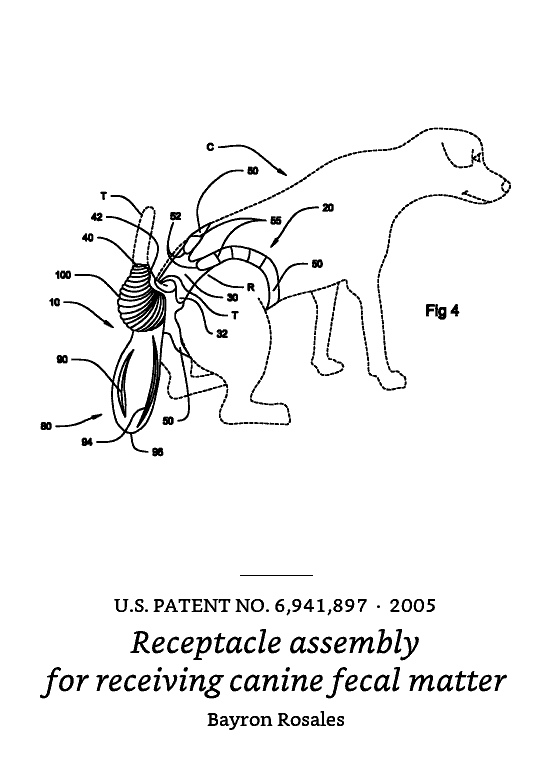 C
80
T
42
52
55
20
40
50
100
R
30
10
T
32
Fig 4
90
80
50
94
96
U.S. PATENT NO. 6,941,897 · 2005
Receptacle assembly
for receiving canine fecal matter
Bayron Rosales